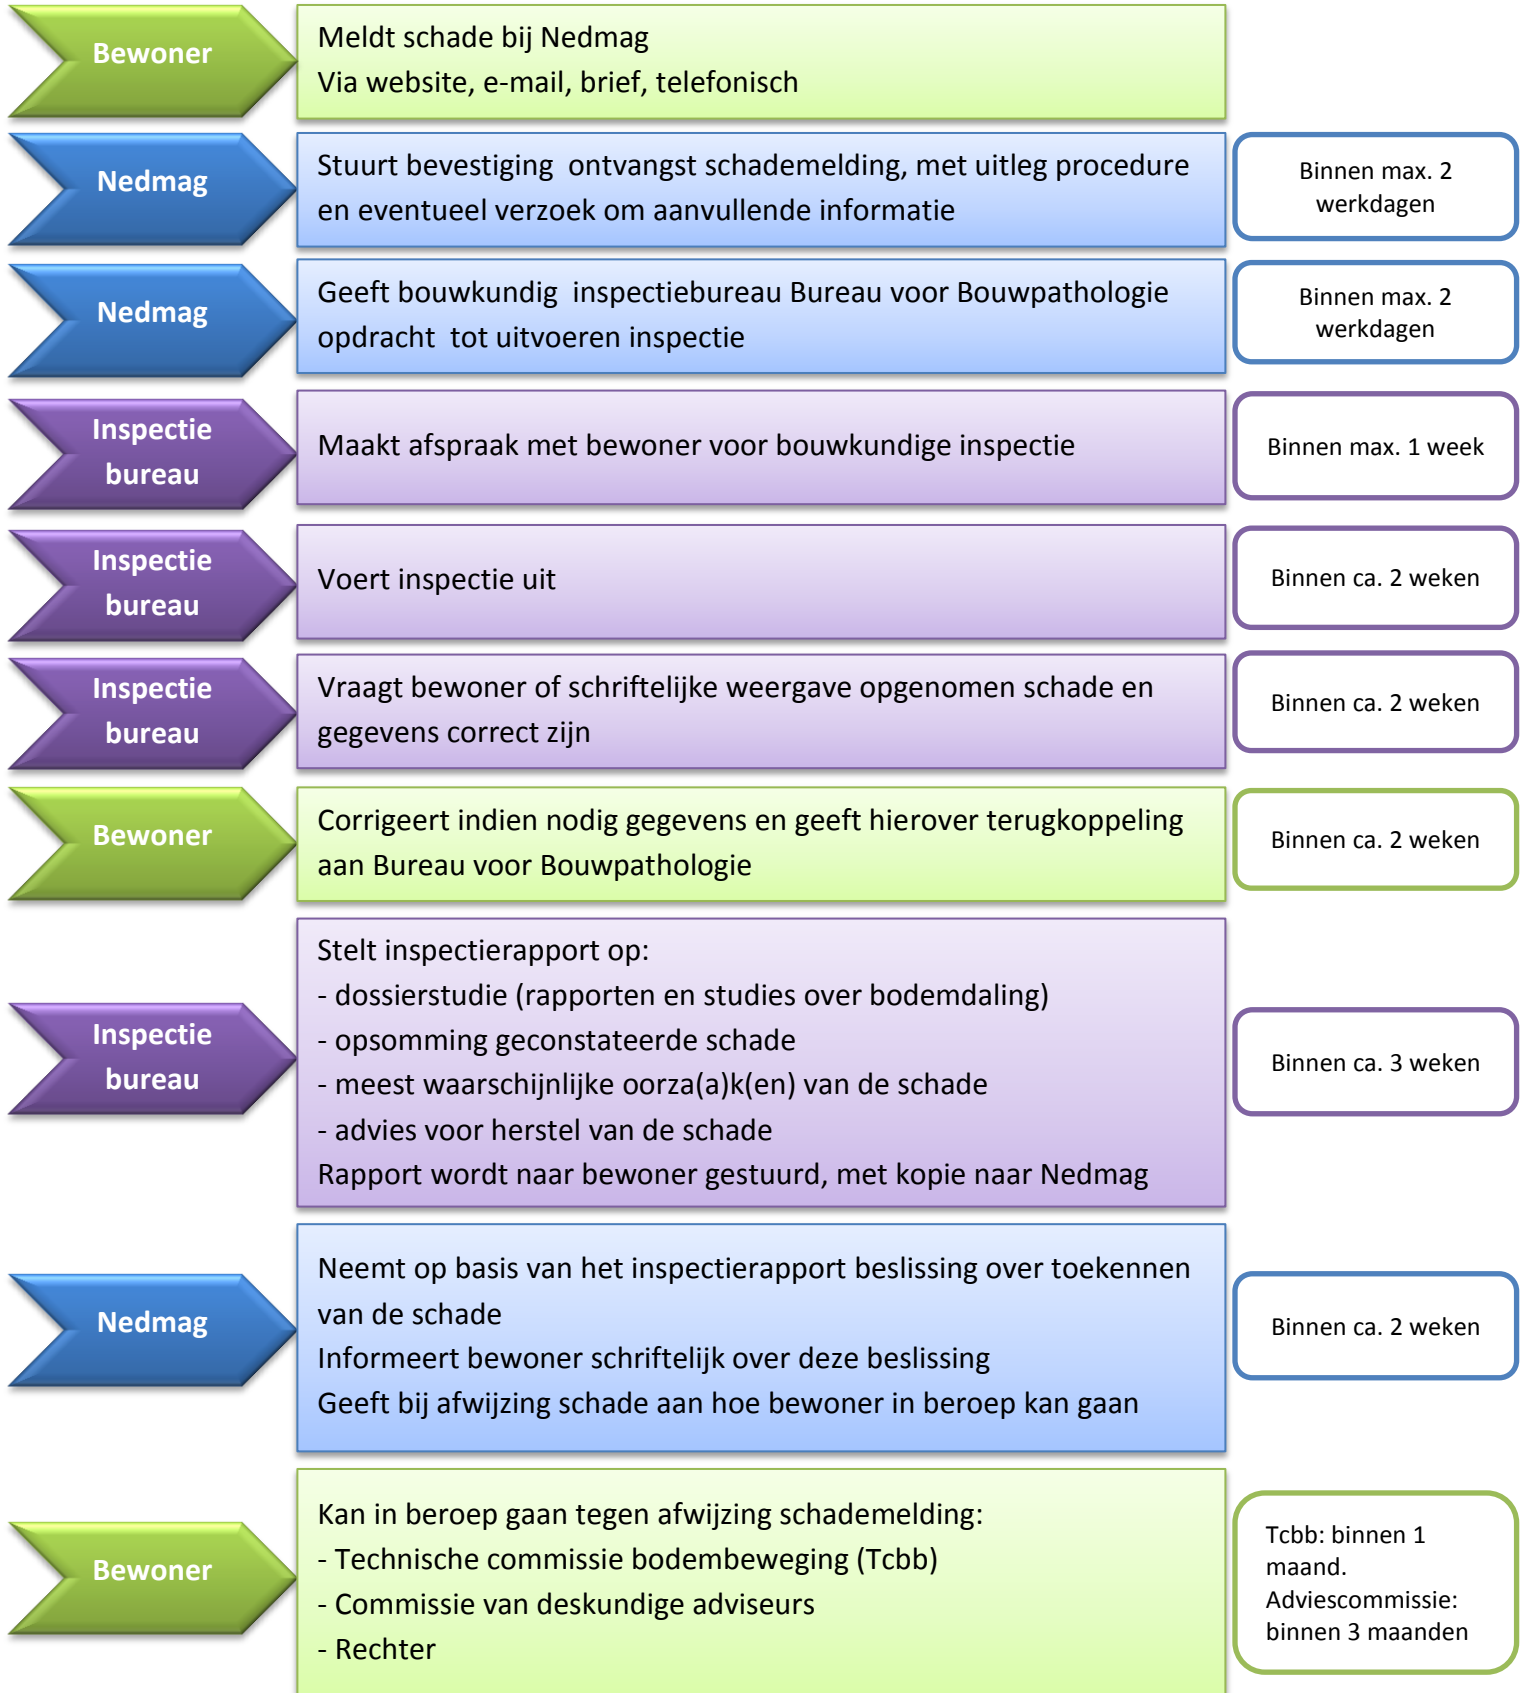 Bewoner
Meldt schade bij Nedmag
Via website, e-mail, brief, telefonisch
Nedmag
Stuurt bevestiging ontvangst schademelding, met uitleg procedure
en eventueel verzoek om aanvullende informatie
Binnen max. 2
werkdagen
Nedmag
Geeft bouwkundig inspectiebureau Bureau voor Bouwpathologie
opdracht tot uitvoeren inspectie
Binnen max. 2
werkdagen
Inspectie
bureau
Maakt afspraak met bewoner voor bouwkundige inspectie
Binnen max. 1 week
Inspectie
bureau
Voert inspectie uit
Binnen ca. 2 weken
Inspectie
bureau
Vraagt bewoner of schriftelijke weergave opgenomen schade en
gegevens correct zijn
Binnen ca. 2 weken
Bewoner
Corrigeert indien nodig gegevens en geeft hierover terugkoppeling
aan Bureau voor Bouwpathologie
Binnen ca. 2 weken
Inspectie
bureau
Stelt inspectierapport op:
- dossierstudie (rapporten en studies over bodemdaling)
- opsomming geconstateerde schade
- meest waarschijnlijke oorza(a)k(en) van de schade
- advies voor herstel van de schade
Rapport wordt naar bewoner gestuurd, met kopie naar Nedmag
Binnen ca. 3 weken
Nedmag
Neemt op basis van het inspectierapport beslissing over toekennen
van de schade
Informeert bewoner schriftelijk over deze beslissing
Geeft bij afwijzing schade aan hoe bewoner in beroep kan gaan
Binnen ca. 2 weken
Bewoner
Kan in beroep gaan tegen afwijzing schademelding:
- Technische commissie bodembeweging (Tcbb)
- Commissie van deskundige adviseurs
- Rechter
Tcbb: binnen 1
maand.
Adviescommissie:
binnen 3 maanden